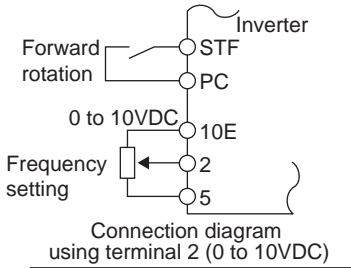 Inverter
Forward
rotation
STF
PC
0 to 10VDC
10E
Frequency
setting
2
5
Connection diagram
using terminal 2 (0 to 10VDC)